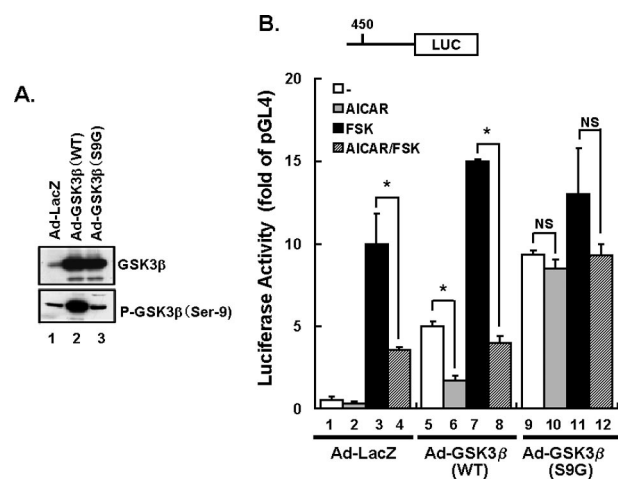 A.
Ad-LacZ
Ad-GSK3β(WT)
Ad-GSK3β(S9G)
GSK3β
P-GSK3β(Ser-9)
1 2 3
B.
450
LUC
Luciferase Activity (fold of pGL4)
20
15
10
5
0
-
AICAR
FSK
AICAR/FSK
*
*
*
NS
NS
1 2 3 4 5 6 7 8 9 10 11 12
Ad-LacZ
Ad-GSK3β
(WT)
Ad-GSK3β
(S9G)